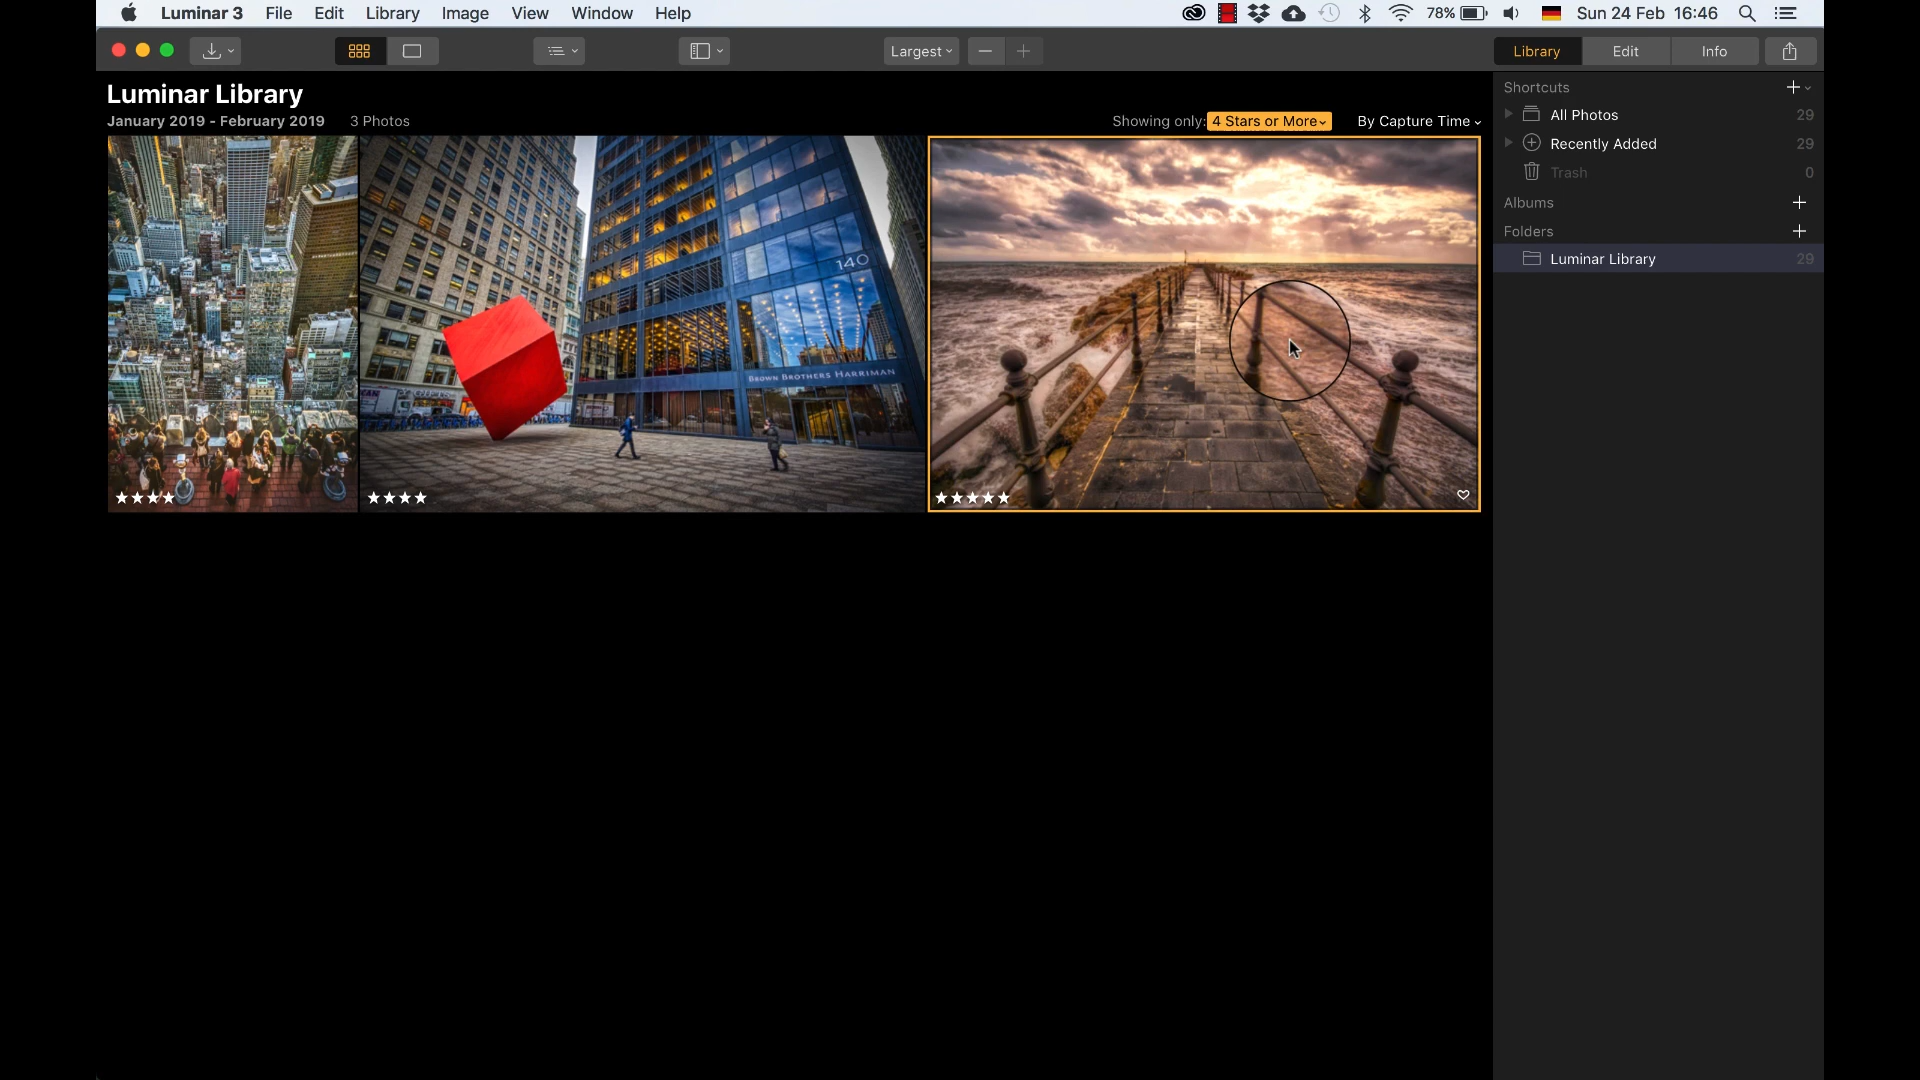 Luminar 3 File Edit Library Image View Window Help 78% Sun 24 Feb 16:46
Largest Library Edit Info
Luminar Library
January 2019 - February 2019 3 Photos Showing only: 4 Stars or More By Capture Time
140
BROWN BROTHERS HARRIMAN
Shortcuts
All Photos 29
Recently Added 29
Trash 0
Albums
Folders
Luminar Library 29